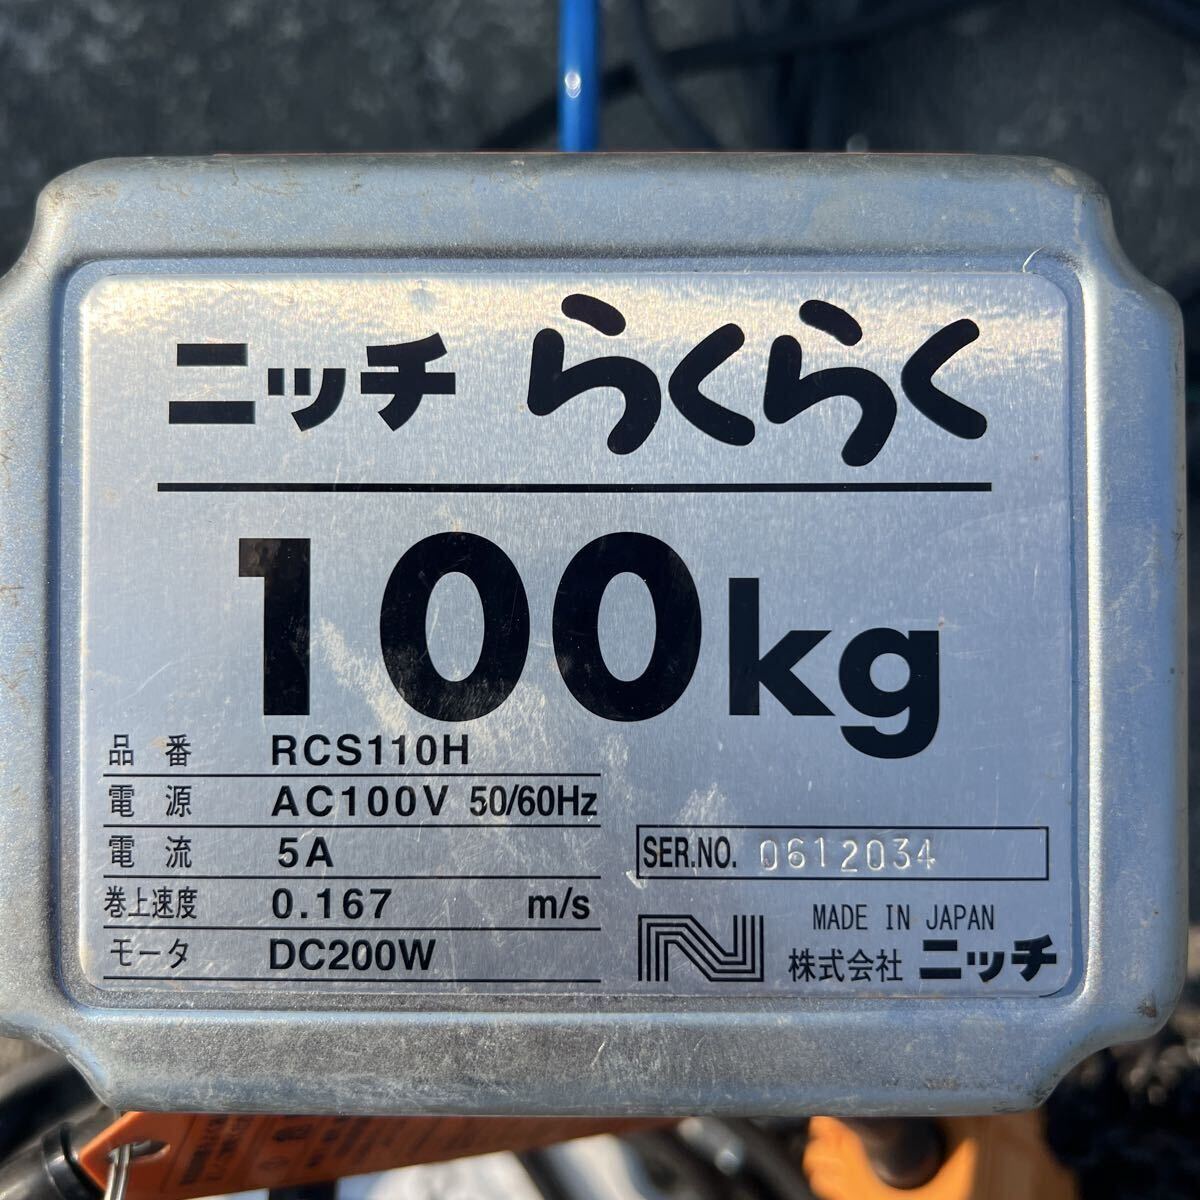 ニッチ らくらく
100kg
品番 RCS110H
電源 AC100V 50/60Hz
電流 5A
巻上速度 0.167 m/s
モータ DC200W
SER.NO. 0612034
MADE IN JAPAN
株式会社 ニッチ